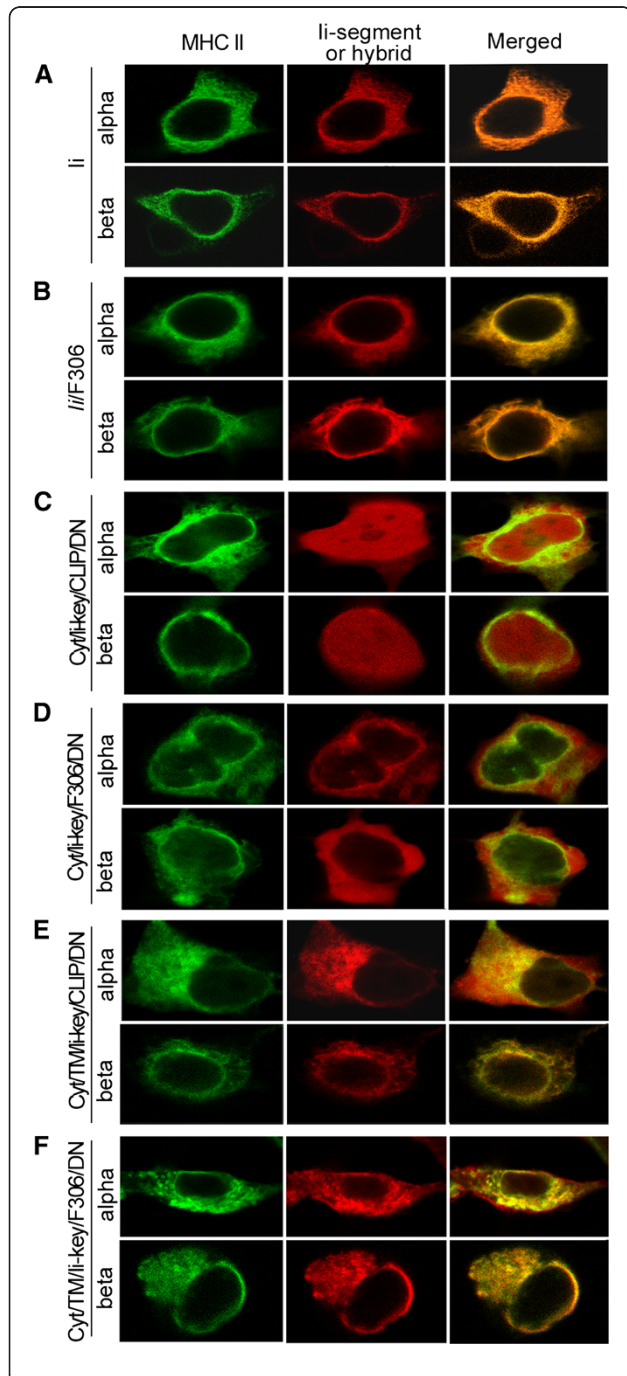 MHC II
Ii-segment
or hybrid
Merged
A
Ii
alpha
beta
B
Ii/F306
alpha
beta
C
Cyt/Ii-key/CLIP/DN
alpha
beta
D
Cyt/Ii-key/F306/DN
alpha
beta
E
Cyt/TM/Ii-key/CLIP/DN
alpha
beta
F
Cyt/TM/Ii-key/F306/DN
alpha
beta